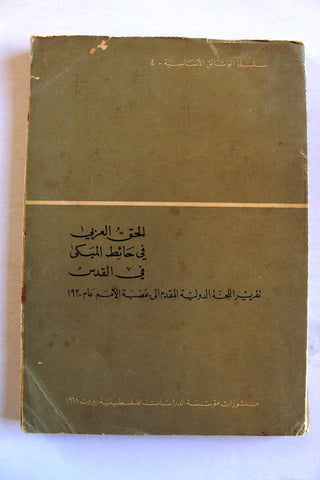 سلسلة الوثائق الأساسية - ٤
الحق العربي
في حائط المبكى
في القدس
تقرير اللجنة الدولية المقدم الى عصبة الأمم عام ١٩٣٠
منشورات مؤسسة الدراسات الفلسطينية بيروت ١٩٦٨